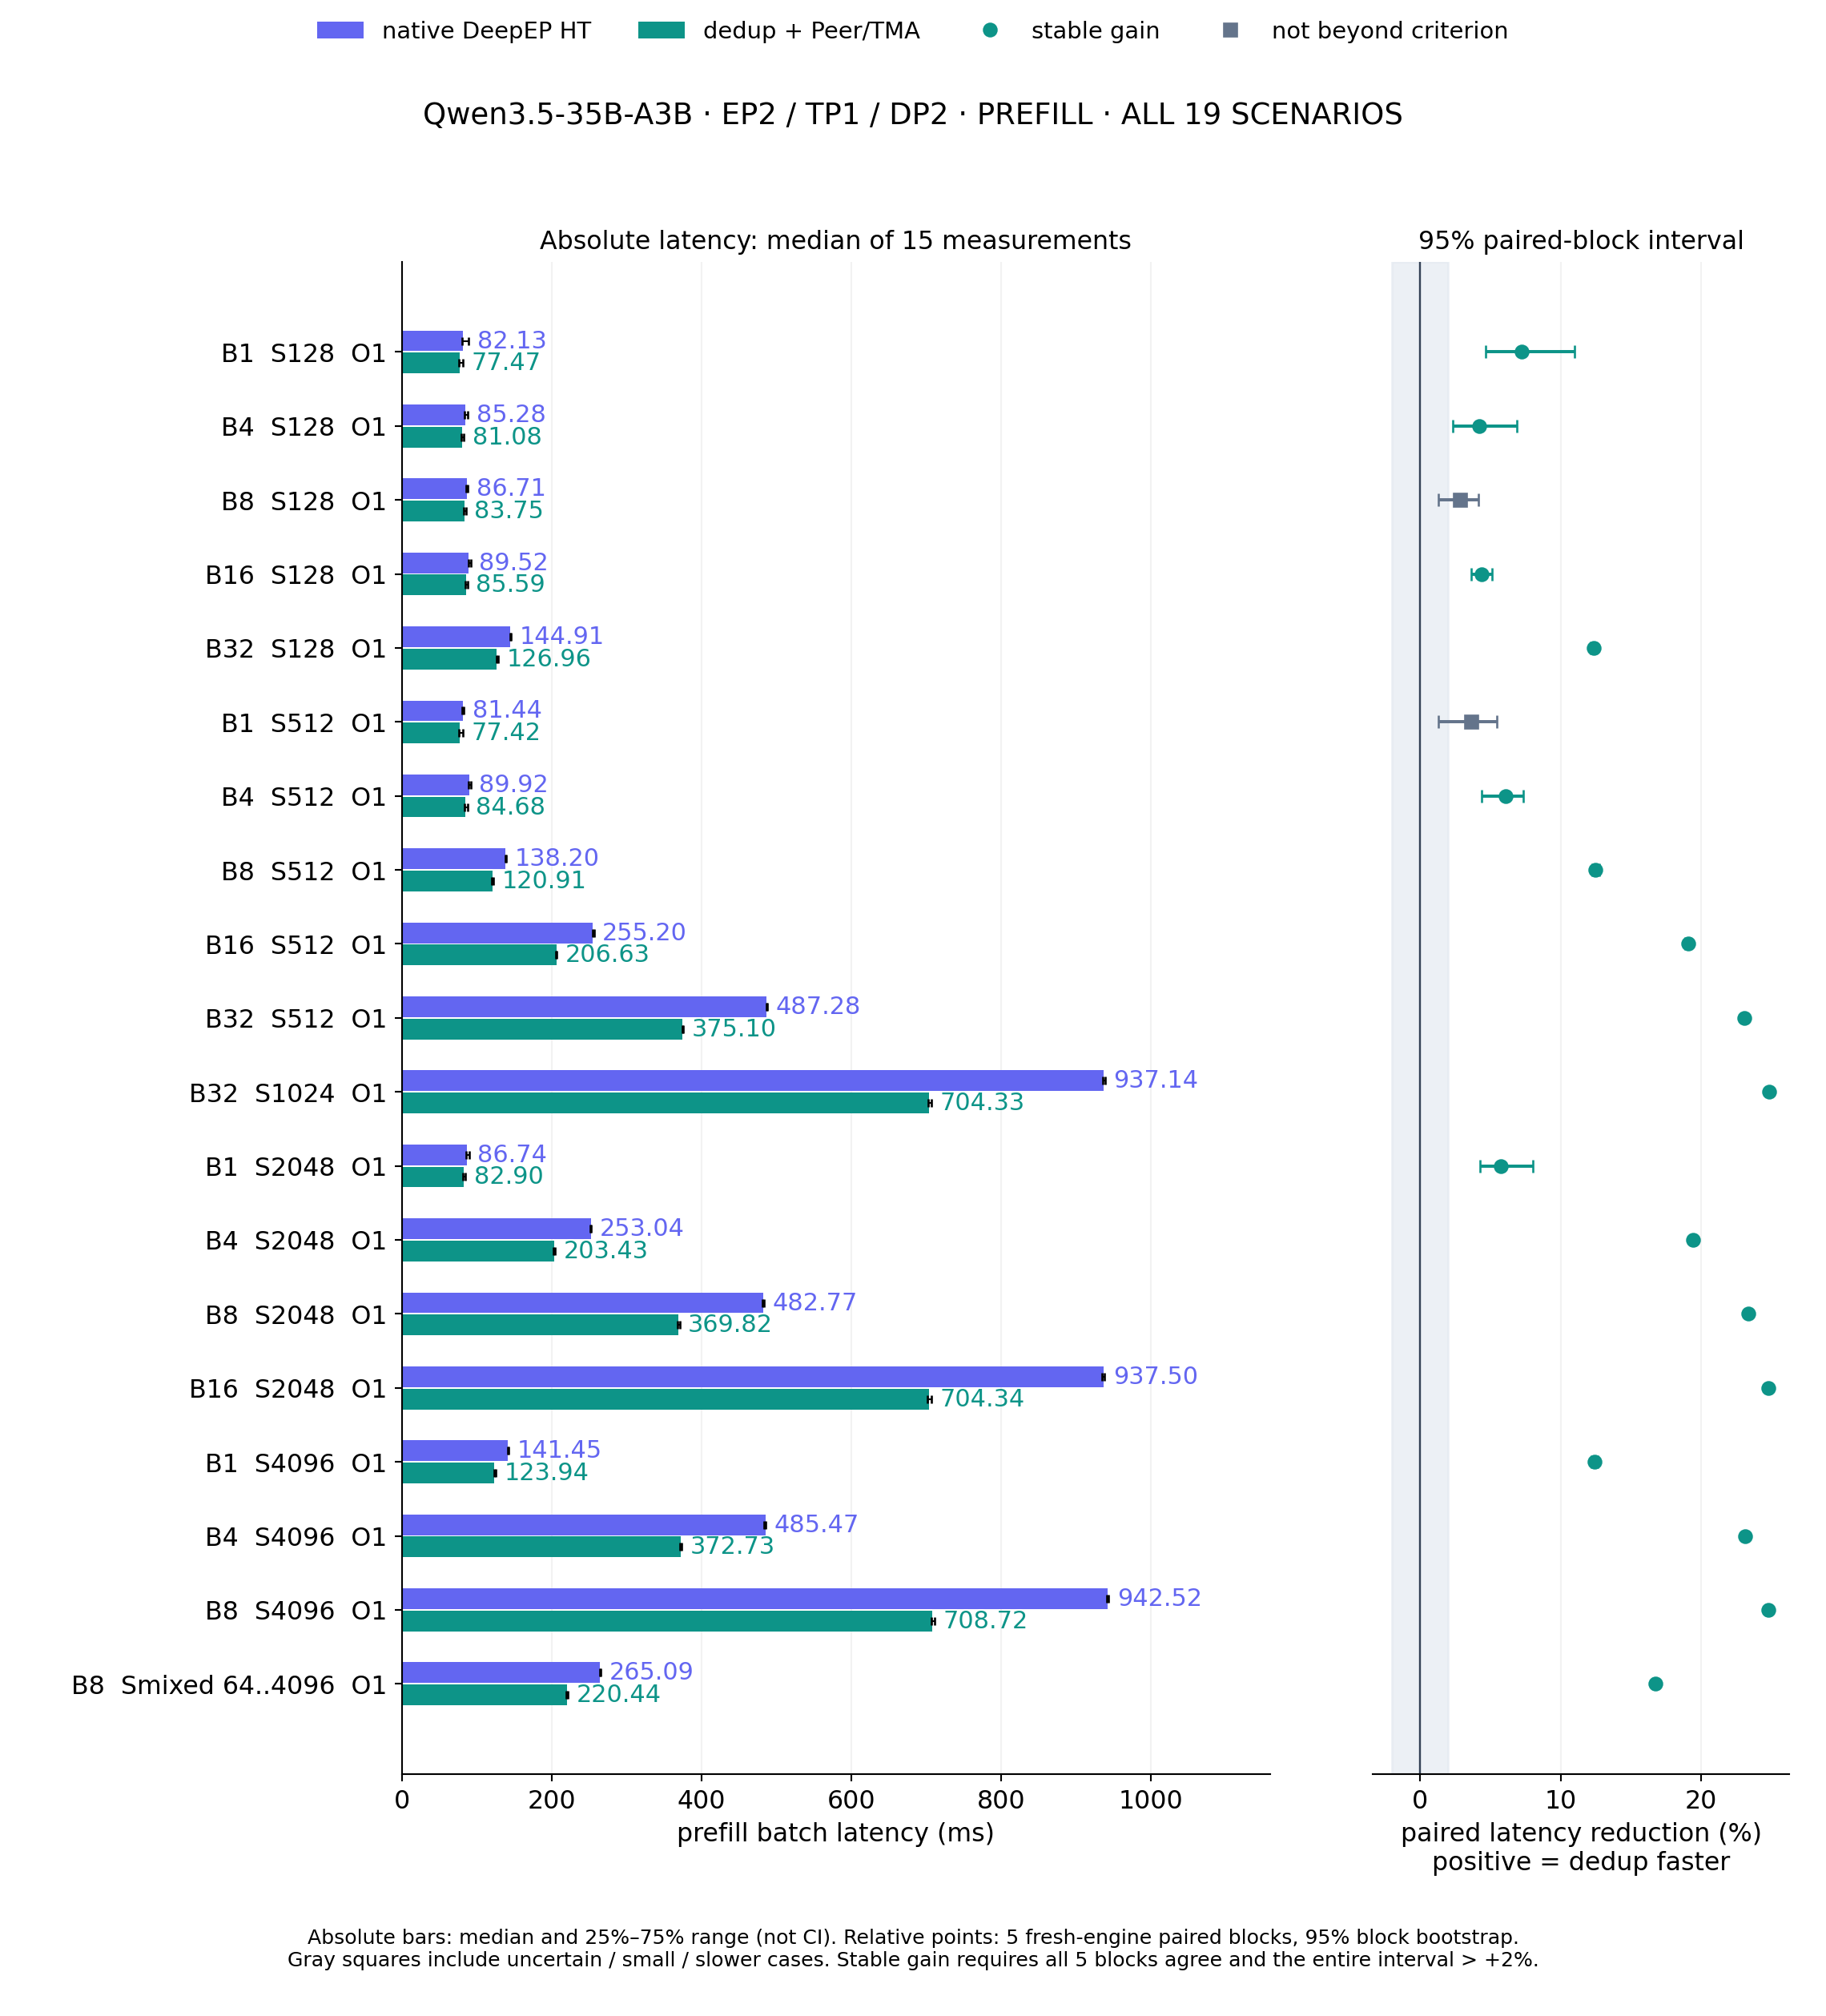 native DeepEP HT   dedup + Peer/TMA   stable gain   not beyond criterion
Qwen3.5-35B-A3B · EP2 / TP1 / DP2 · PREFILL · ALL 19 SCENARIOS
Absolute latency: median of 15 measurements
95% paired-block interval
B1 S128 O1
82.13
77.47
B4 S128 O1
85.28
81.08
B8 S128 O1
86.71
83.75
B16 S128 O1
89.52
85.59
B32 S128 O1
144.91
126.96
B1 S512 O1
81.44
77.42
B4 S512 O1
89.92
84.68
B8 S512 O1
138.20
120.91
B16 S512 O1
255.20
206.63
B32 S512 O1
487.28
375.10
B32 S1024 O1
937.14
704.33
B1 S2048 O1
86.74
82.90
B4 S2048 O1
253.04
203.43
B8 S2048 O1
482.77
369.82
B16 S2048 O1
937.50
704.34
B1 S4096 O1
141.45
123.94
B4 S4096 O1
485.47
372.73
B8 S4096 O1
942.52
708.72
B8 Smixed 64..4096 O1
265.09
220.44
0 200 400 600 800 1000
prefill batch latency (ms)
0 10 20
paired latency reduction (%)
positive = dedup faster
Absolute bars: median and 25%–75% range (not CI). Relative points: 5 fresh-engine paired blocks, 95% block bootstrap.
Gray squares include uncertain / small / slower cases. Stable gain requires all 5 blocks agree and the entire interval > +2%.